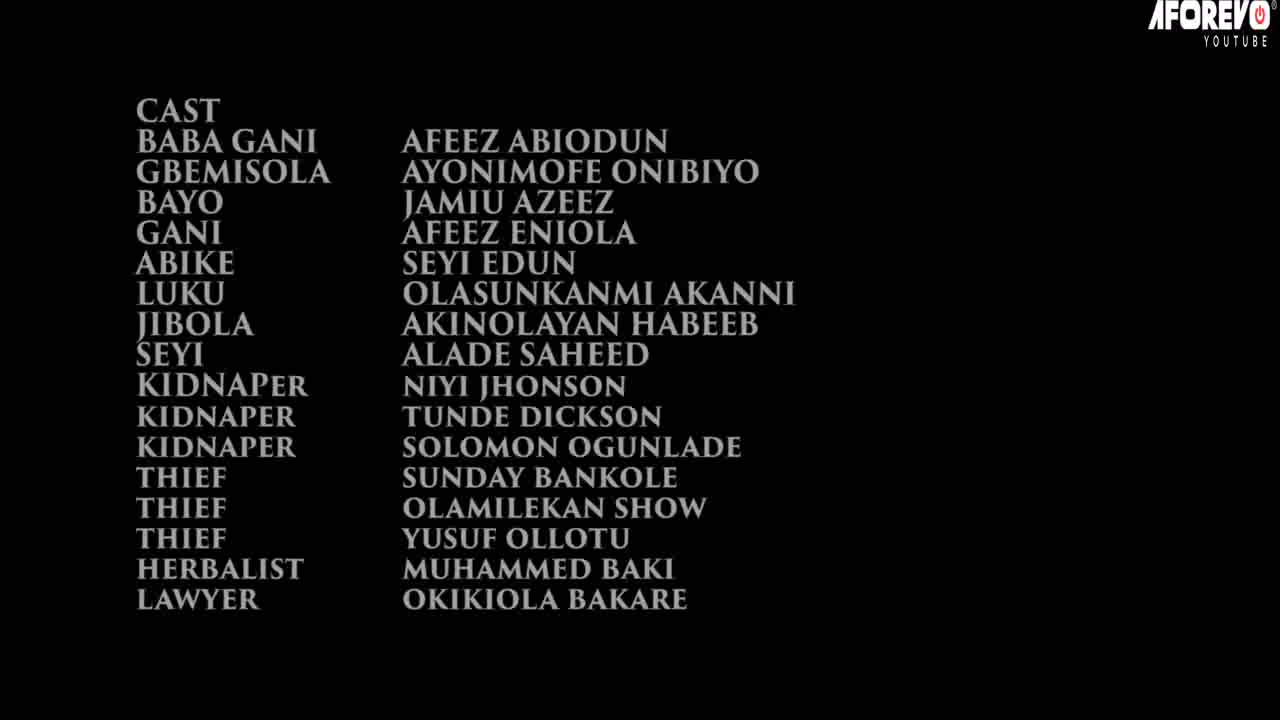 AFOREVO®
YOUTUBE
CAST
BABA GANI AFEEZ ABIODUN
GBEMISOLA AYONIMOFE ONIBIYO
BAYO JAMIU AZEEZ
GANI AFEEZ ENIOLA
ABIKE SEYI EDUN
LUKU OLASUNKANMI AKANNI
JIBOLA AKINOLAYAN HABEEB
SEYI ALADE SAHEED
KIDNAPER NIYI JHONSON
KIDNAPER TUNDE DICKSON
KIDNAPER SOLOMON OGUNLADE
THIEF SUNDAY BANKOLE
THIEF OLAMILEKAN SHOW
THIEF YUSUF OLLOTU
HERBALIST MUHAMMED BAKI
LAWYER OKIKIOLA BAKARE